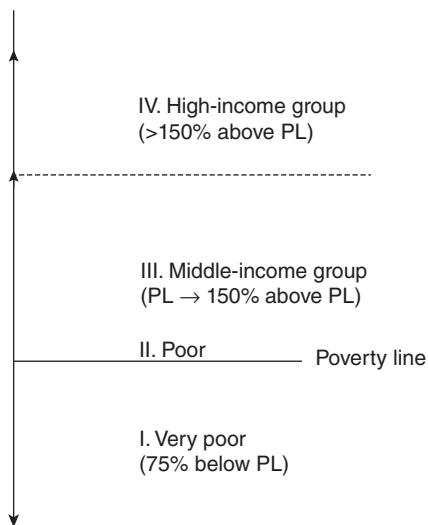 IV. High-income group
(>150% above PL)
III. Middle-income group
(PL → 150% above PL)
II. Poor
Poverty line
I. Very poor
(75% below PL)